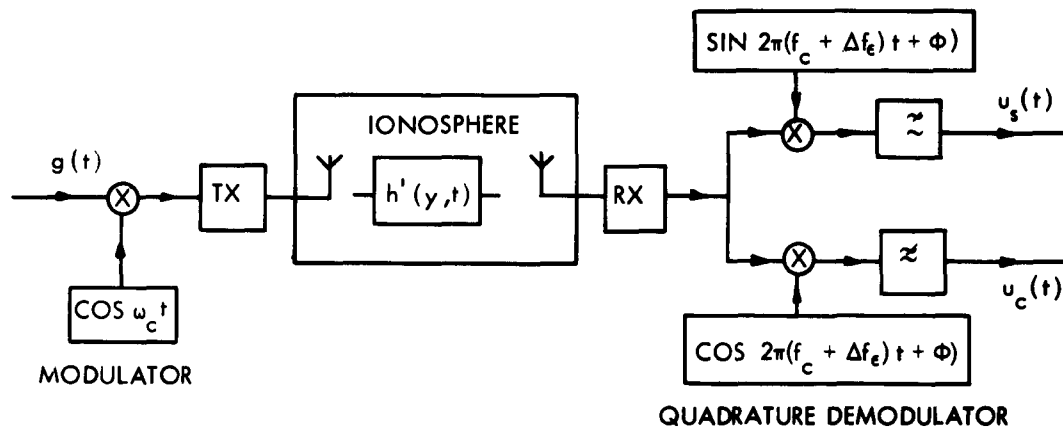 g(t)
X
COS ω_c t
MODULATOR
TX
IONOSPHERE
h'(y,t)
RX
SIN 2π(f_c + Δf_ε) t + Φ)
X
≈
u_s(t)
X
≈
u_c(t)
COS 2π(f_c + Δf_ε) t + Φ)
QUADRATURE DEMODULATOR